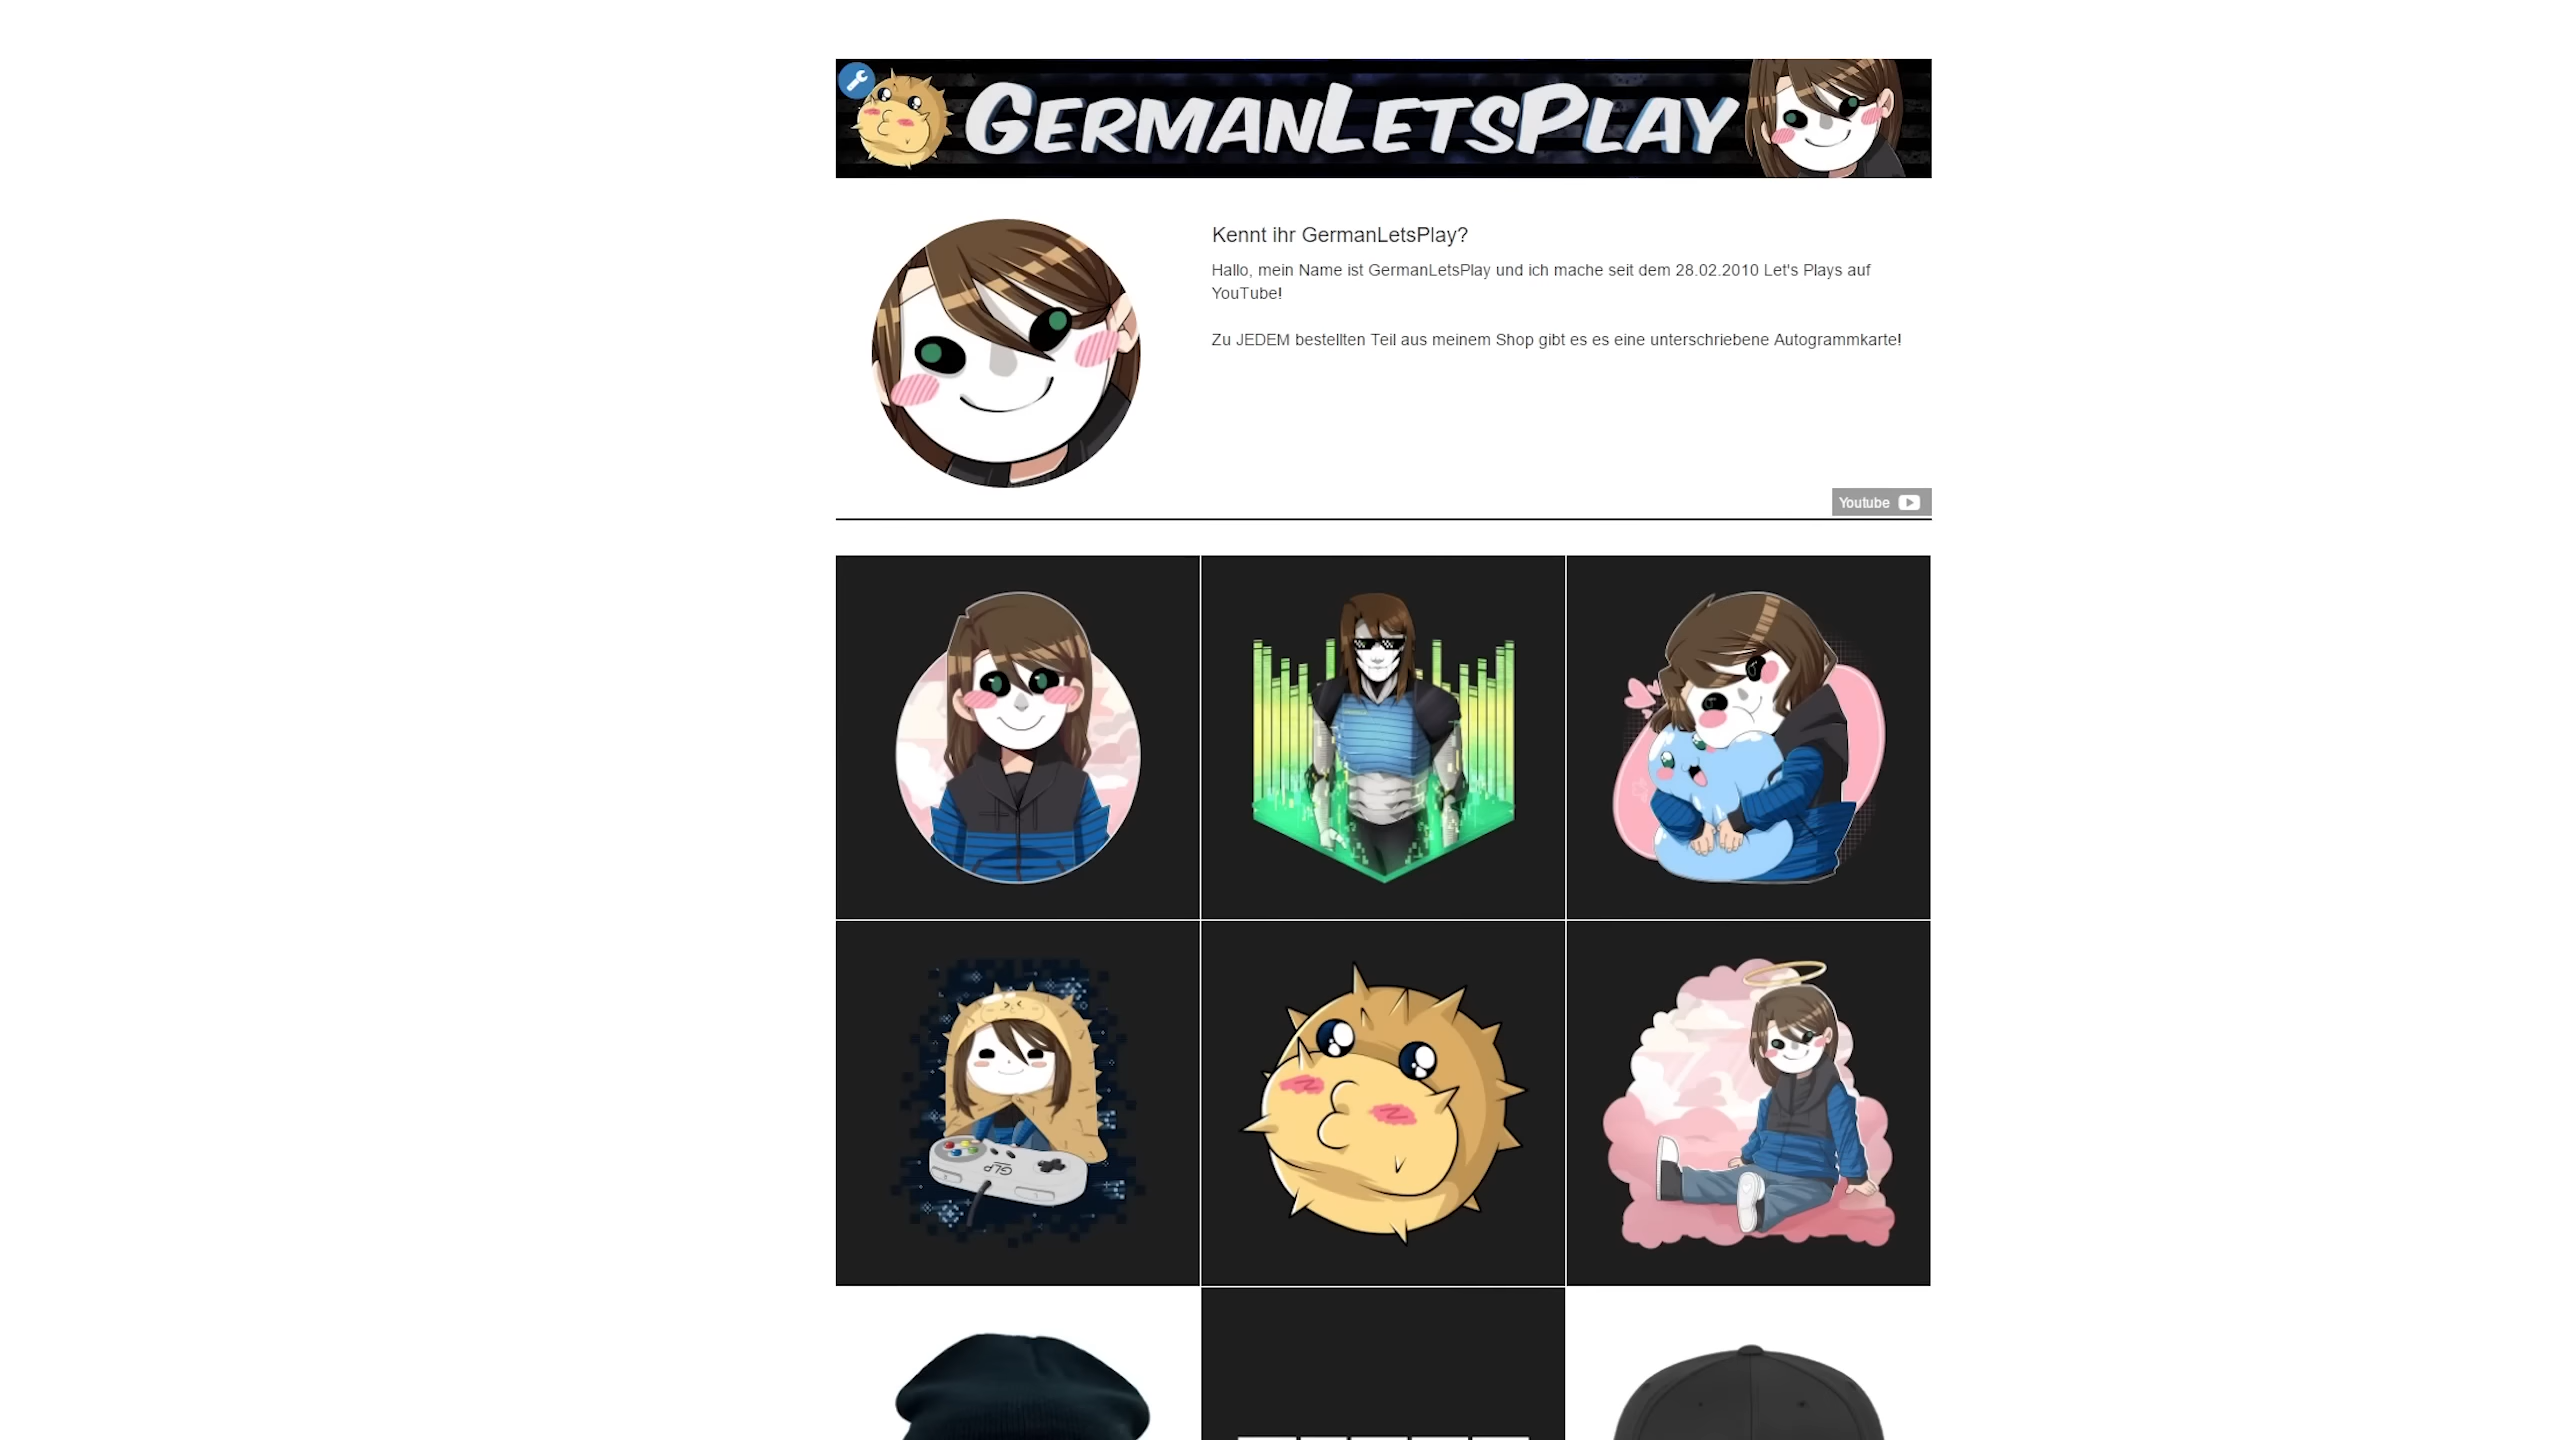 GERMANLETSPLAY
Kennt ihr GermanLetsPlay?
Hallo, mein Name ist GermanLetsPlay und ich mache seit dem 28.02.2010 Let's Plays auf
YouTube!
Zu JEDEM bestellten Teil aus meinem Shop gibt es es eine unterschriebene Autogrammkarte!
Youtube
GLP